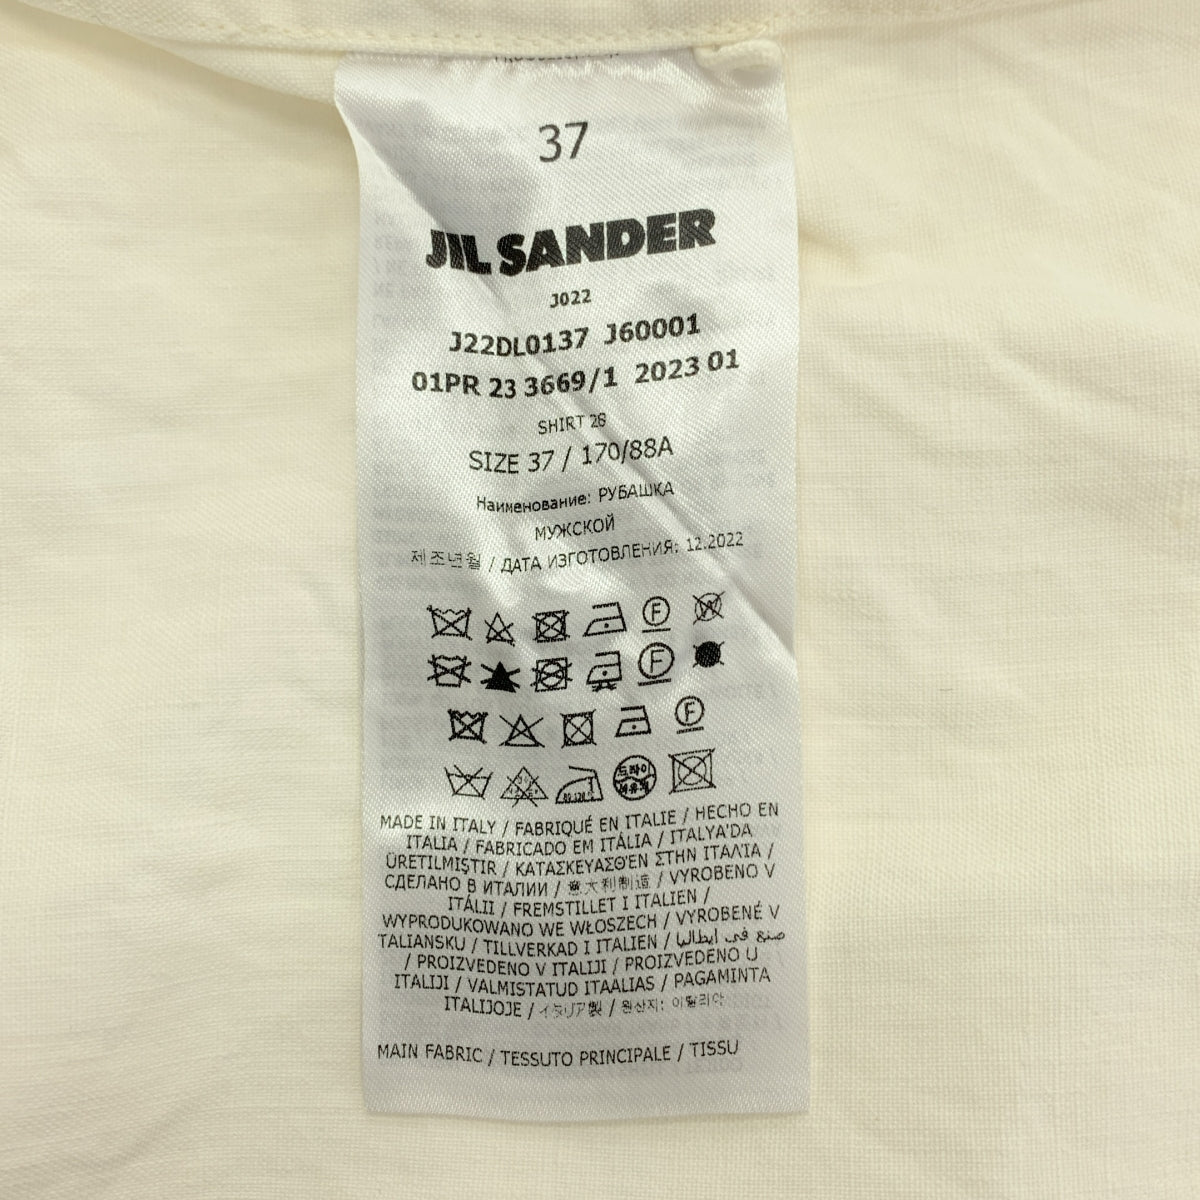 37
JIL SANDER
J022
J22DL0137 J60001
01PR 23 3669/1 2023 01
SHIRT 26
SIZE 37 / 170/88A
Наименование: РУБАШКА
МУЖСКОЙ
제조년월 / ДАТА ИЗГОТОВЛЕНИЯ: 12.2022
F W
F
F
드라이
MADE IN ITALY / FABRIQUÉ EN ITALIE / HECHO EN
ITALIA / FABRICADO EM ITÁLIA / ITALYA'DA
ÜRETILMIŞTIR / ΚΑΤΑΣΚΕΥΑΣΘΈΝ ΣΤΗΝ ΙΤΑΛΊΑ /
СДЕЛАНО В ИТАЛИИ / 意大利制造 / VYROBENO V
ITÁLII / FREMSTILLET I ITALIEN /
WYPRODUKOWANO WE WŁOSZECH / VYROBENÉ V
TALIANSKU / TILLVERKAD I ITALIEN / صنع في ايطاليا
/ PROIZVEDENO V ITALIJI / PROIZVEDENO U
ITALIJI / VALMISTATUD ITAALIAS / PAGAMINTA
ITALIJOJE / イタリア製 / 원산지: 이탈리아
MAIN FABRIC / TESSUTO PRINCIPALE / TISSU